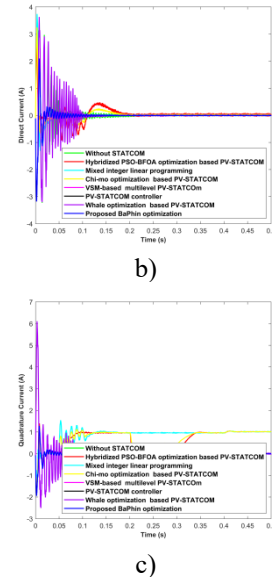 4
3
2
1
0
-1
-2
-3
-4
Direct Current (A)
Without STATCOM
Hybridized PSO-BFOA optimization based PV-STATCOM
Mixed integer linear programming
Chi-mo optimization based PV-STATCOM
VSM-based multilevel PV-STATCOm
PV-STATCOM controller
Whale optimization based PV-STATCOM
Proposed BaPhin optimization
0 0.05 0.1 0.15 0.2 0.25 0.3 0.35 0.4 0.45 0.5
Time (s)
b)
7
6
5
4
3
2
1
0
-1
-2
-3
Quadrature Current (A)
Without STATCOM
Hybridized PSO-BFOA optimization based PV-STATCOM
Mixed integer linear programming
Chi-mo optimization based PV-STATCOM
VSM-based multilevel PV-STATCOm
PV-STATCOM controller
Whale optimization based PV-STATCOM
Proposed BaPhin optimization
0 0.05 0.1 0.15 0.2 0.25 0.3 0.35 0.4 0.45 0.5
Time (s)
c)